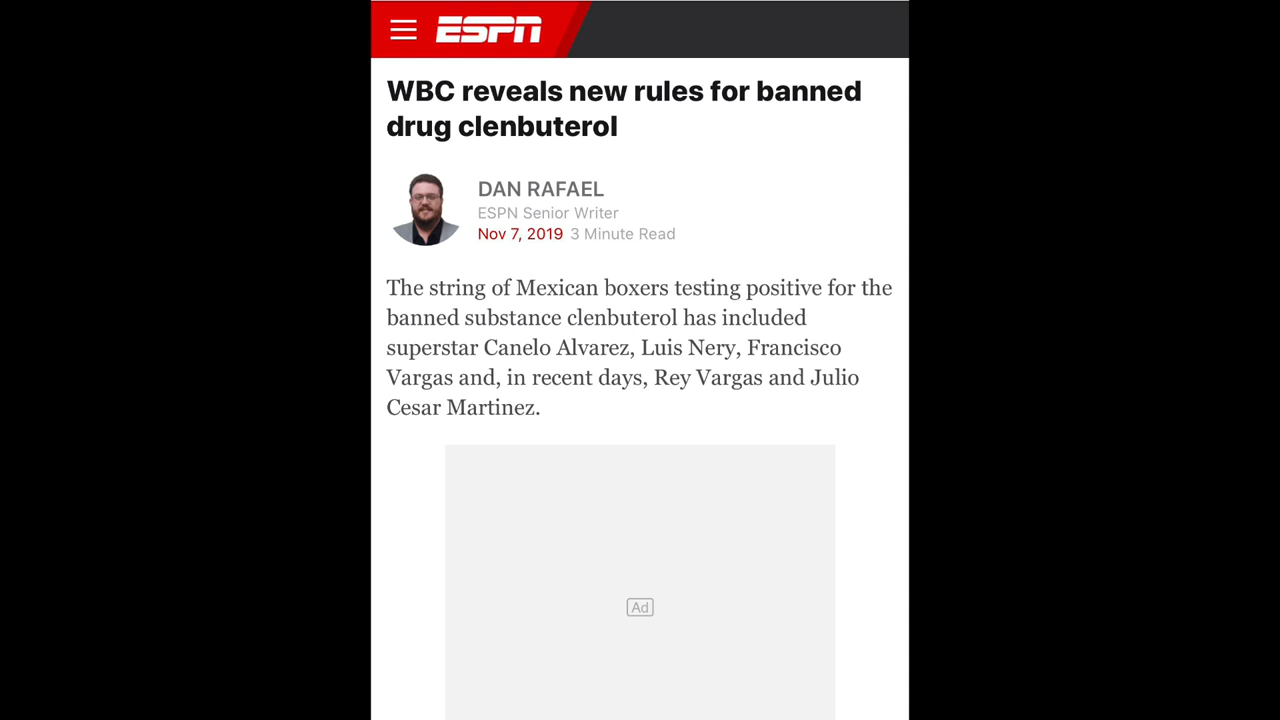 ESPN
WBC reveals new rules for banned
drug clenbuterol
DAN RAFAEL
ESPN Senior Writer
Nov 7, 2019 3 Minute Read
The string of Mexican boxers testing positive for the
banned substance clenbuterol has included
superstar Canelo Alvarez, Luis Nery, Francisco
Vargas and, in recent days, Rey Vargas and Julio
Cesar Martinez.
Ad